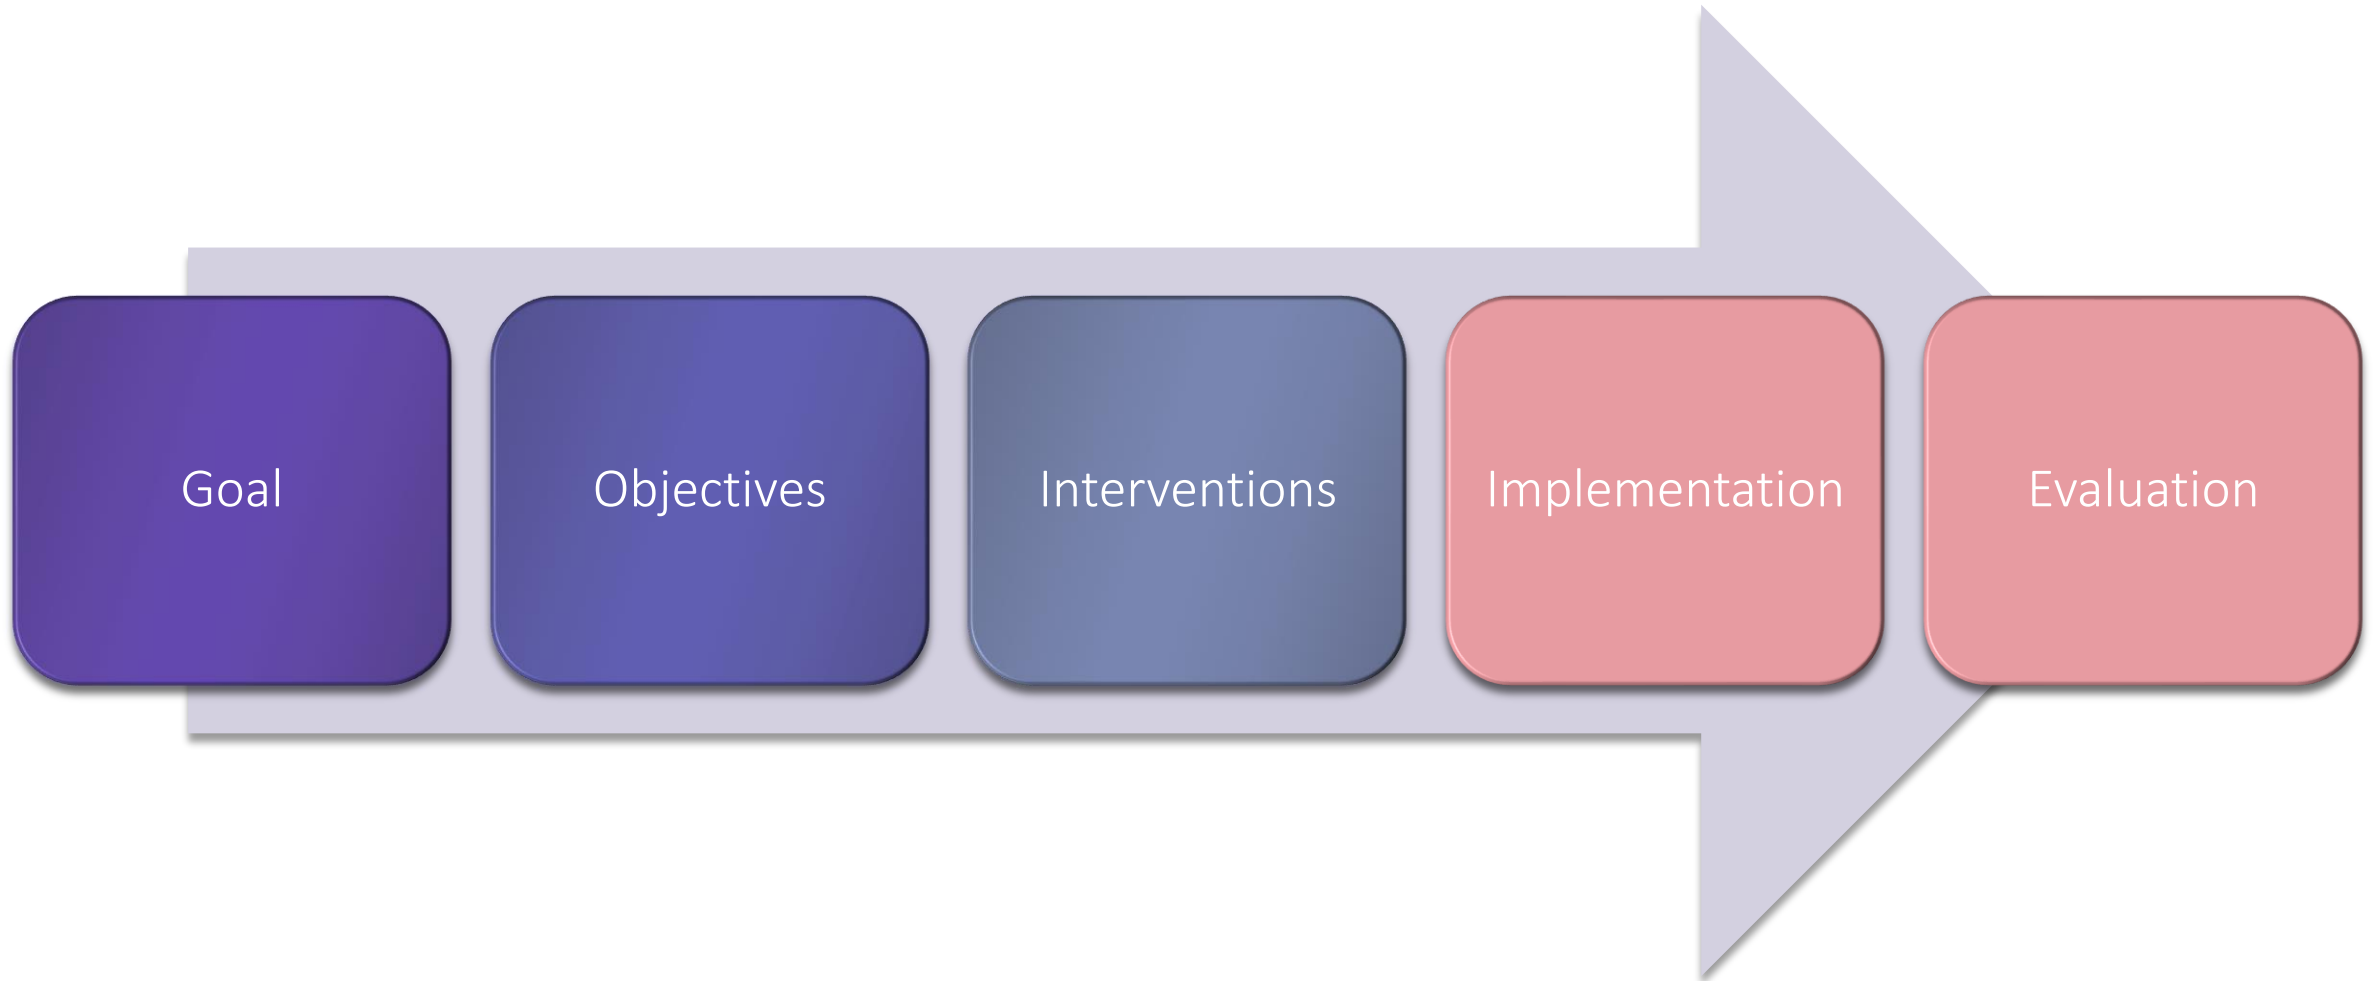 Goal
Objectives
Interventions
Implementation
Evaluation